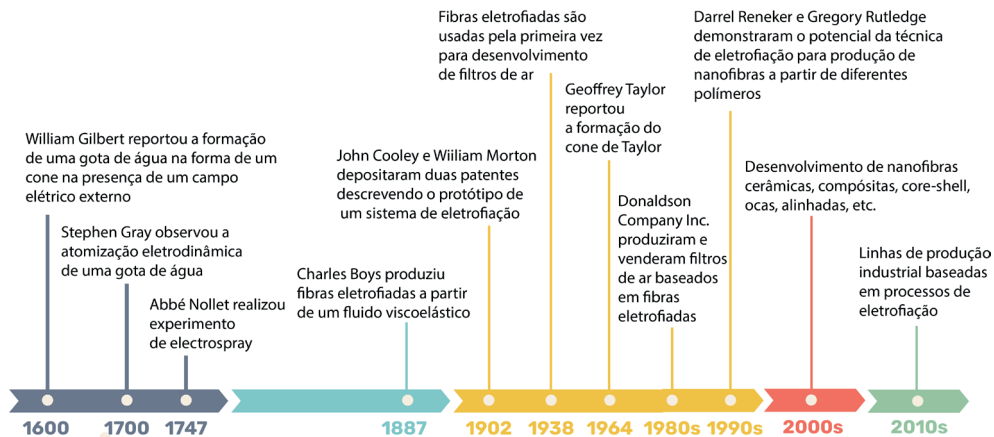 William Gilbert reportou a formação
de uma gota de água na forma de um
cone na presença de um campo
elétrico externo
Stephen Gray observou a
atomização eletrodinâmica
de uma gota de água
Abbé Nollet realizou
experimento
de electrospray
Charles Boys produziu
fibras eletrofiadas a partir
de um fluido viscoelástico
John Cooley e Wiiliam Morton
depositaram duas patentes
descrevendo o protótipo de
um sistema de eletrofiação
Fibras eletrofiadas são
usadas pela primeira vez
para desenvolvimento
de filtros de ar
Geoffrey Taylor
reportou
a formação do
cone de Taylor
Donaldson
Company Inc.
produziram e
venderam filtros
de ar baseados
em fibras
eletrofiadas
Darrel Reneker e Gregory Rutledge
demonstraram o potencial da técnica
de eletrofiação para produção de
nanofibras a partir de diferentes
polímeros
Desenvolvimento de nanofibras
cerâmicas, compósitas, core-shell,
ocas, alinhadas, etc.
Linhas de produção
industrial baseadas
em processos de
eletrofiação
1600
1700
1747
1887
1902
1938
1964
1980s
1990s
2000s
2010s